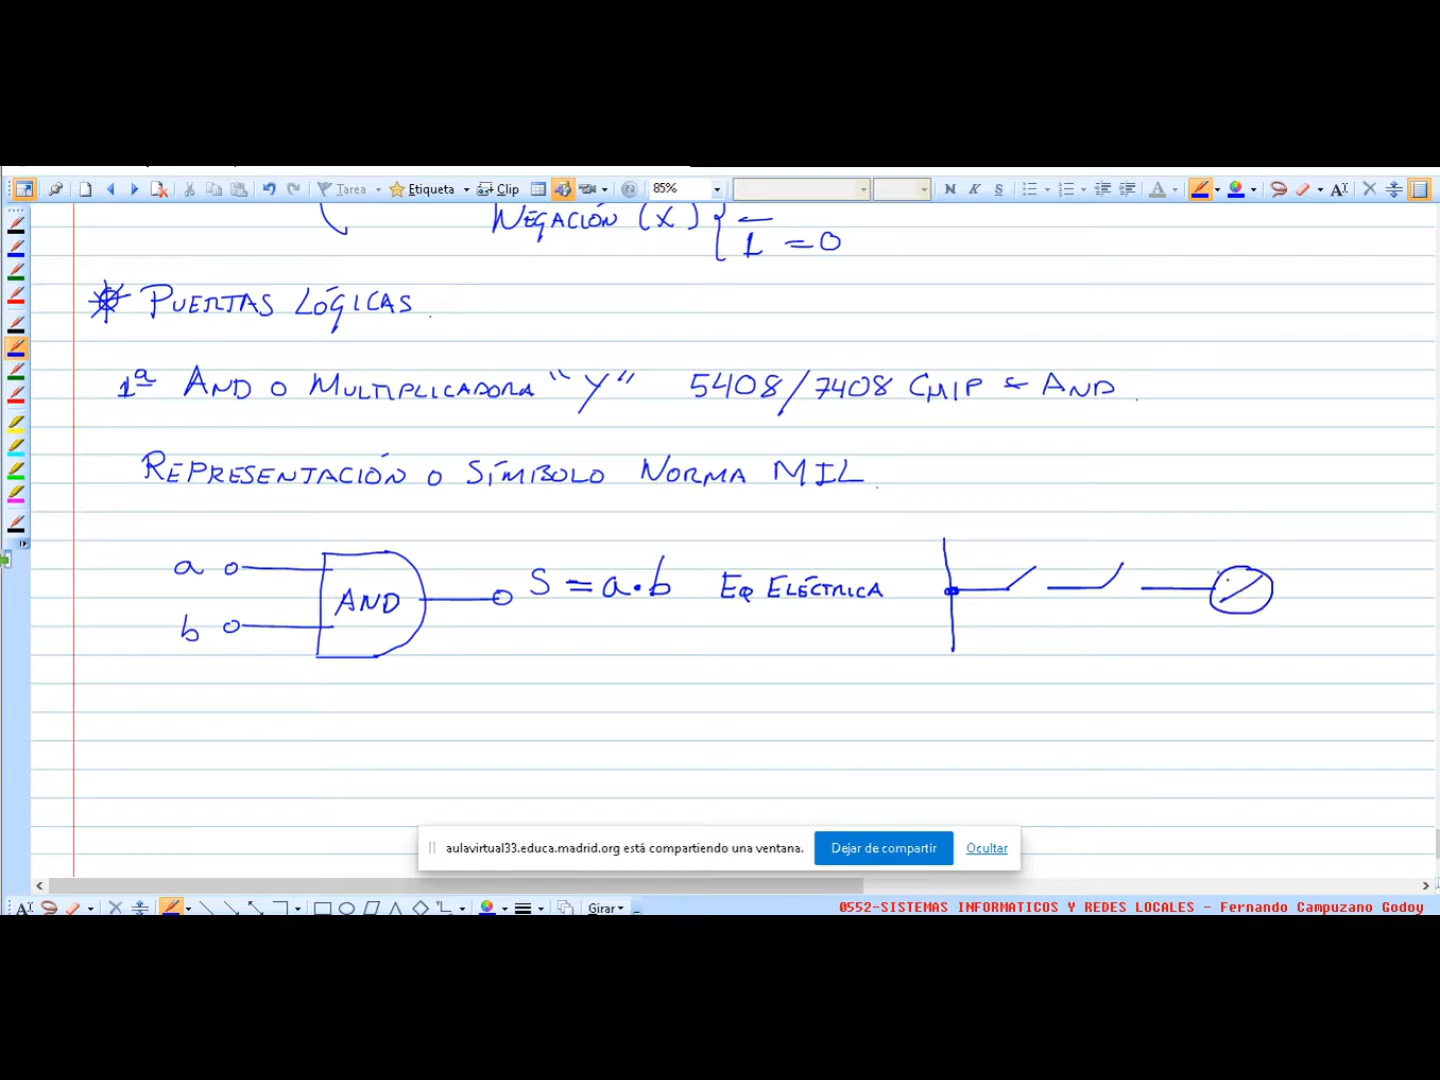 Tarea Etiqueta Clip 85% N K S A
NEGACIÓN (X) { 1 = 0
* PUERTAS LÓGICAS.
1ª AND O MULTIPLICADORA "Y" 5408/7408 CHIP AND.
REPRESENTACIÓN O SÍMBOLO NORMA MIL.
a
AND
S = a·b
EQ ELÉCTRICA
b
aulavirtual33.educa.madrid.org está compartiendo una ventana. Dejar de compartir Ocultar
Girar
0552-SISTEMAS INFORMATICOS Y REDES LOCALES - Fernando Campuzano Godoy